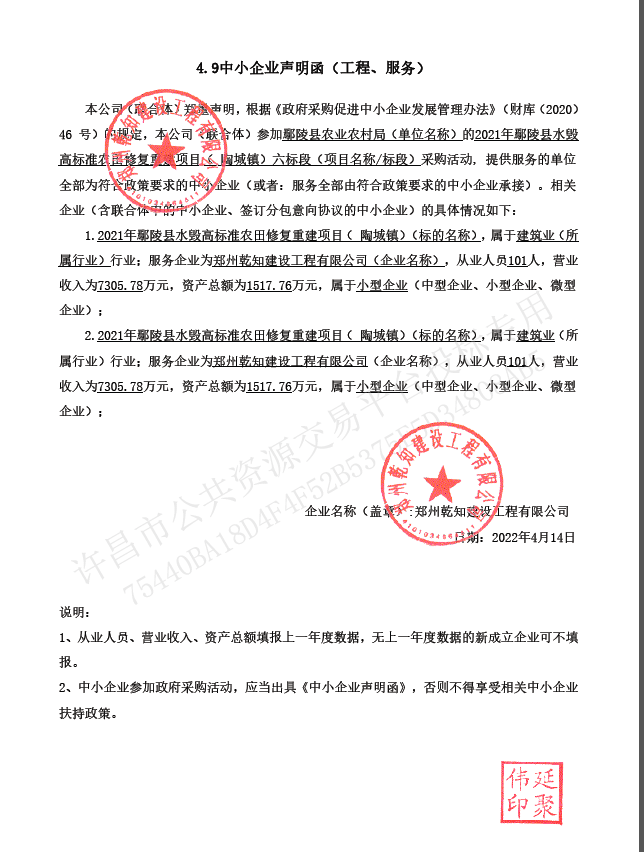 4.9中小企业声明函（工程、服务）
本公司（联合体）郑重声明，根据《政府采购促进中小企业发展管理办法》（财库（2020）
46 号）的规定，本公司（联合体）参加鄢陵县农业农村局（单位名称）的2021年鄢陵县水毁
高标准农田修复重建项目（ 陶城镇）六标段（项目名称/标段）采购活动，提供服务的单位
全部为符合政策要求的中小企业（或者：服务全部由符合政策要求的中小企业承接）。相关
企业（含联合体中的中小企业、签订分包意向协议的中小企业）的具体情况如下：
1.2021年鄢陵县水毁高标准农田修复重建项目（ 陶城镇）（标的名称），属于建筑业（所
属行业）行业；服务企业为郑州乾知建设工程有限公司（企业名称），从业人员101人，营业
收入为7305.78万元，资产总额为1517.76万元，属于小型企业（中型企业、小型企业、微型
企业）；
2.2021年鄢陵县水毁高标准农田修复重建项目（ 陶城镇）（标的名称），属于建筑业（所
属行业）行业；服务企业为郑州乾知建设工程有限公司（企业名称），从业人员101人，营业
收入为7305.78万元，资产总额为1517.76万元，属于小型企业（中型企业、小型企业、微型
企业）；
郑州乾知建设工程有限公司
郑州乾知建设工程有限公司
企业名称（盖章）：郑州乾知建设工程有限公司
日期：2022年4月14日
许昌市公共资源交易平台投标专用
说明：
1、从业人员、营业收入、资产总额填报上一年度数据，无上一年度数据的新成立企业可不填
报。
2、中小企业参加政府采购活动，应当出具《中小企业声明函》，否则不得享受相关中小企业
扶持政策。
延聚
伟印